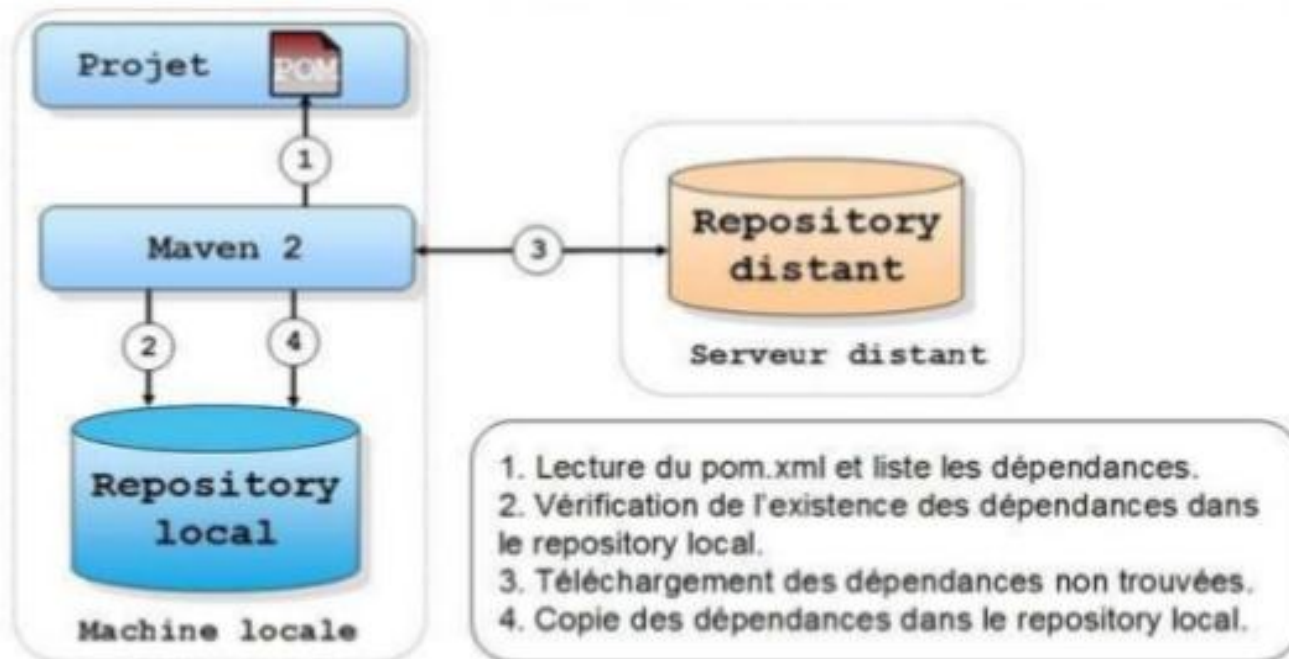 Projet
POM
1
Maven 2
3
Repository
distant
2
4
Serveur distant
Repository
local
Machine locale
1. Lecture du pom.xml et liste les dépendances.
2. Vérification de l'existence des dépendances dans
le repository local.
3. Téléchargement des dépendances non trouvées.
4. Copie des dépendances dans le repository local.